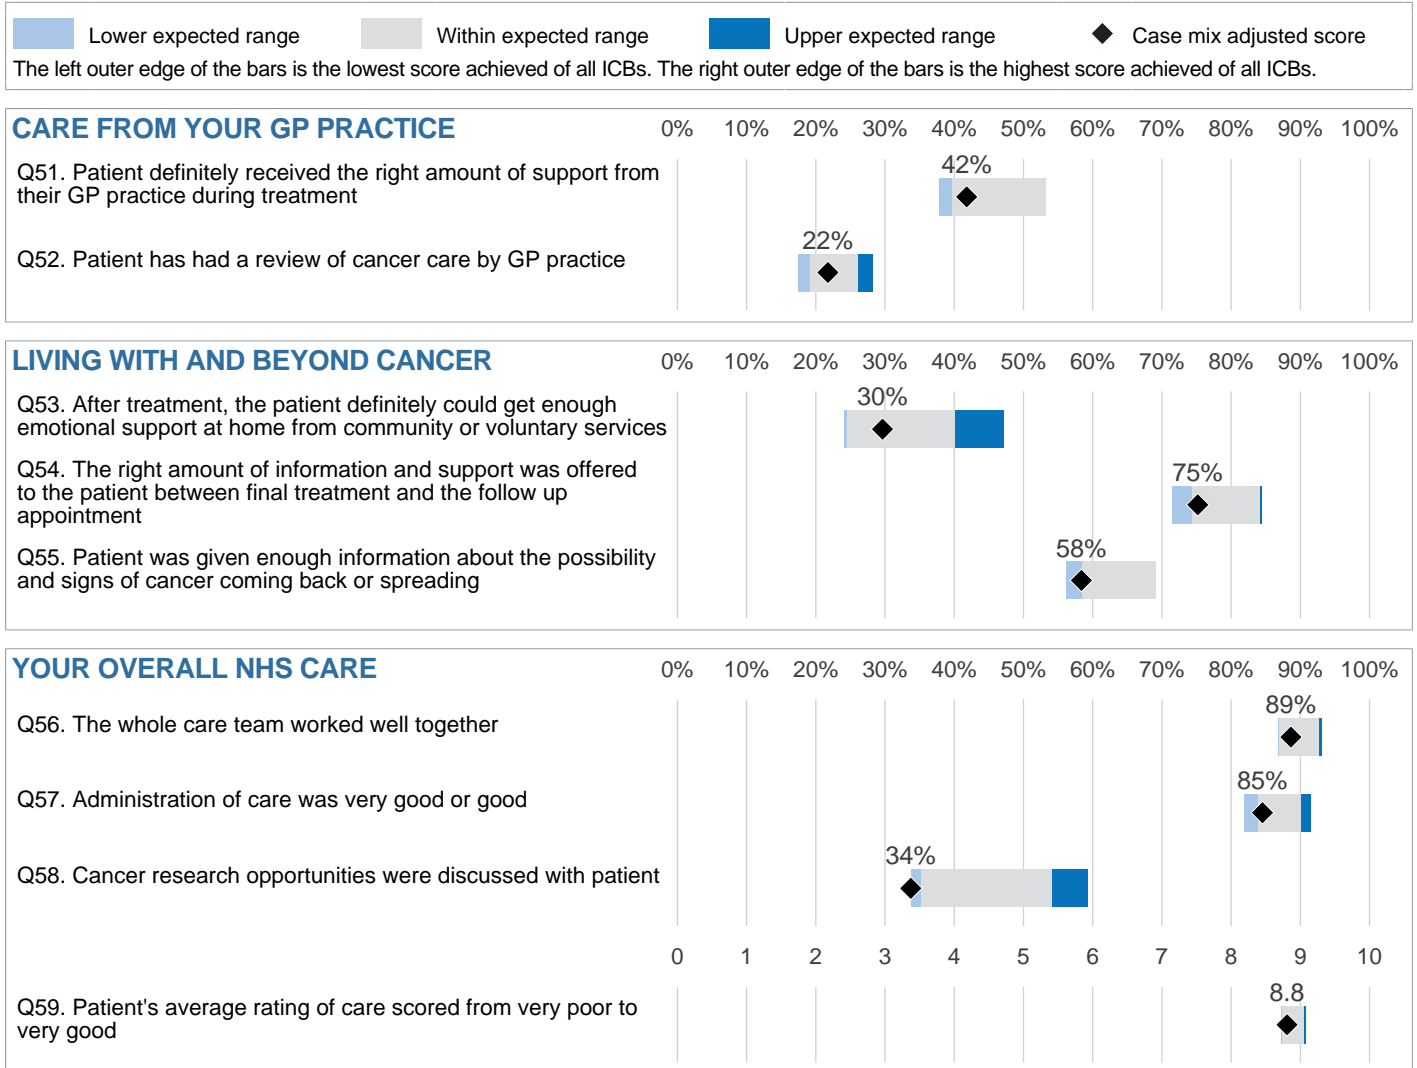 Lower expected range Within expected range Upper expected range Case mix adjusted score
The left outer edge of the bars is the lowest score achieved of all ICBs. The right outer edge of the bars is the highest score achieved of all ICBs.
CARE FROM YOUR GP PRACTICE 0% 10% 20% 30% 40% 50% 60% 70% 80% 90% 100%
42%
Q51. Patient definitely received the right amount of support from
their GP practice during treatment
22%
Q52. Patient has had a review of cancer care by GP practice
LIVING WITH AND BEYOND CANCER 0% 10% 20% 30% 40% 50% 60% 70% 80% 90% 100%
30%
Q53. After treatment, the patient definitely could get enough
emotional support at home from community or voluntary services
75%
Q54. The right amount of information and support was offered
to the patient between final treatment and the follow up
appointment
58%
Q55. Patient was given enough information about the possibility
and signs of cancer coming back or spreading
YOUR OVERALL NHS CARE 0% 10% 20% 30% 40% 50% 60% 70% 80% 90% 100%
89%
Q56. The whole care team worked well together
85%
Q57. Administration of care was very good or good
34%
Q58. Cancer research opportunities were discussed with patient
0 1 2 3 4 5 6 7 8 9 10
8.8
Q59. Patient's average rating of care scored from very poor to
very good